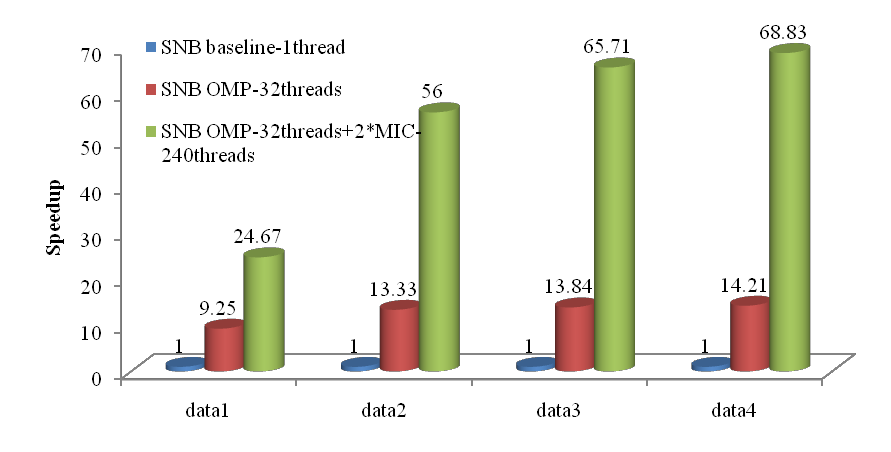 SNB baseline-1thread
SNB OMP-32threads
SNB OMP-32threads+2*MIC-
240threads
Speedup
70
60
50
40
30
20
10
0
1
9.25
24.67
1
13.33
56
1
13.84
65.71
1
14.21
68.83
data1
data2
data3
data4